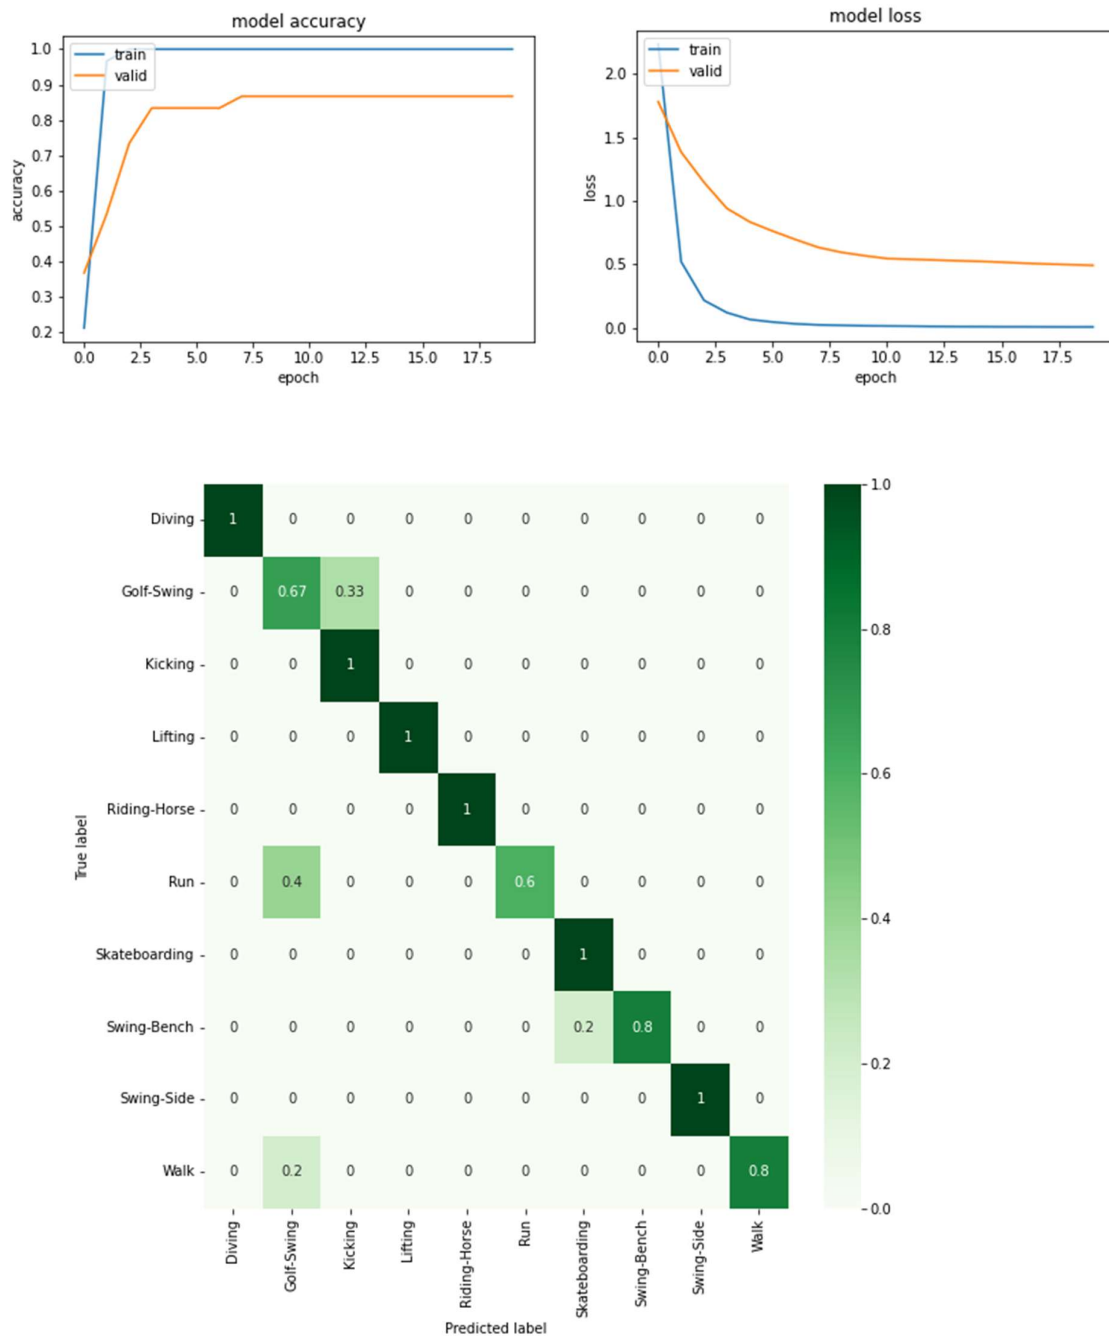 model accuracy
train
valid
1.0
0.9
0.8
0.7
0.6
0.5
0.4
0.3
0.2
accuracy
0.0 2.5 5.0 7.5 10.0 12.5 15.0 17.5
epoch
model loss
train
valid
2.0
1.5
1.0
0.5
0.0
loss
0.0 2.5 5.0 7.5 10.0 12.5 15.0 17.5
epoch
True label
Diving 1 0 0 0 0 0 0 0 0 0
Golf-Swing 0 0.67 0.33 0 0 0 0 0 0 0
Kicking 0 0 1 0 0 0 0 0 0 0
Lifting 0 0 0 1 0 0 0 0 0 0
Riding-Horse 0 0 0 0 1 0 0 0 0 0
Run 0 0.4 0 0 0 0.6 0 0 0 0
Skateboarding 0 0 0 0 0 0 1 0 0 0
Swing-Bench 0 0 0 0 0 0 0.2 0.8 0 0
Swing-Side 0 0 0 0 0 0 0 0 1 0
Walk 0 0.2 0 0 0 0 0 0 0 0.8
Diving
Golf-Swing
Kicking
Lifting
Riding-Horse
Run
Skateboarding
Swing-Bench
Swing-Side
Walk
Predicted label
1.0
0.8
0.6
0.4
0.2
0.0